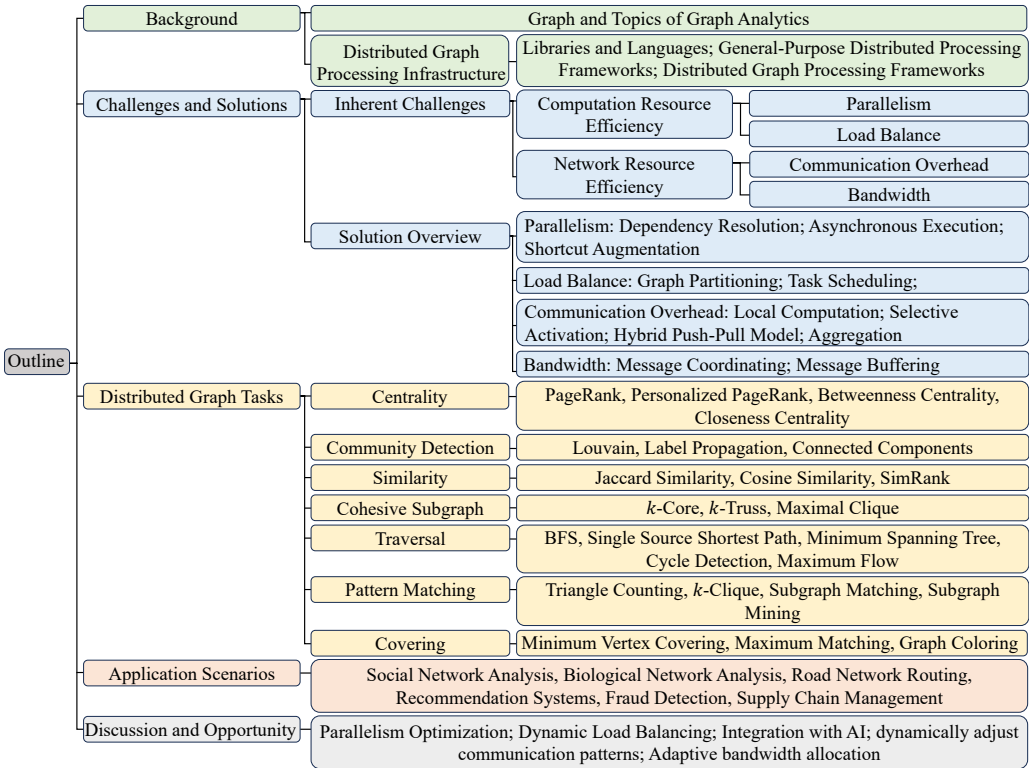 Outline
Background
Graph and Topics of Graph Analytics
Distributed Graph
Processing Infrastructure
Libraries and Languages; General-Purpose Distributed Processing
Frameworks; Distributed Graph Processing Frameworks
Challenges and Solutions
Inherent Challenges
Computation Resource
Efficiency
Parallelism
Load Balance
Network Resource
Efficiency
Communication Overhead
Bandwidth
Solution Overview
Parallelism: Dependency Resolution; Asynchronous Execution;
Shortcut Augmentation
Load Balance: Graph Partitioning; Task Scheduling;
Communication Overhead: Local Computation; Selective
Activation; Hybrid Push-Pull Model; Aggregation
Bandwidth: Message Coordinating; Message Buffering
Distributed Graph Tasks
Centrality
PageRank, Personalized PageRank, Betweenness Centrality,
Closeness Centrality
Community Detection
Louvain, Label Propagation, Connected Components
Similarity
Jaccard Similarity, Cosine Similarity, SimRank
Cohesive Subgraph
k-Core, k-Truss, Maximal Clique
Traversal
BFS, Single Source Shortest Path, Minimum Spanning Tree,
Cycle Detection, Maximum Flow
Pattern Matching
Triangle Counting, k-Clique, Subgraph Matching, Subgraph
Mining
Covering
Minimum Vertex Covering, Maximum Matching, Graph Coloring
Application Scenarios
Social Network Analysis, Biological Network Analysis, Road Network Routing,
Recommendation Systems, Fraud Detection, Supply Chain Management
Discussion and Opportunity
Parallelism Optimization; Dynamic Load Balancing; Integration with AI; dynamically adjust
communication patterns; Adaptive bandwidth allocation